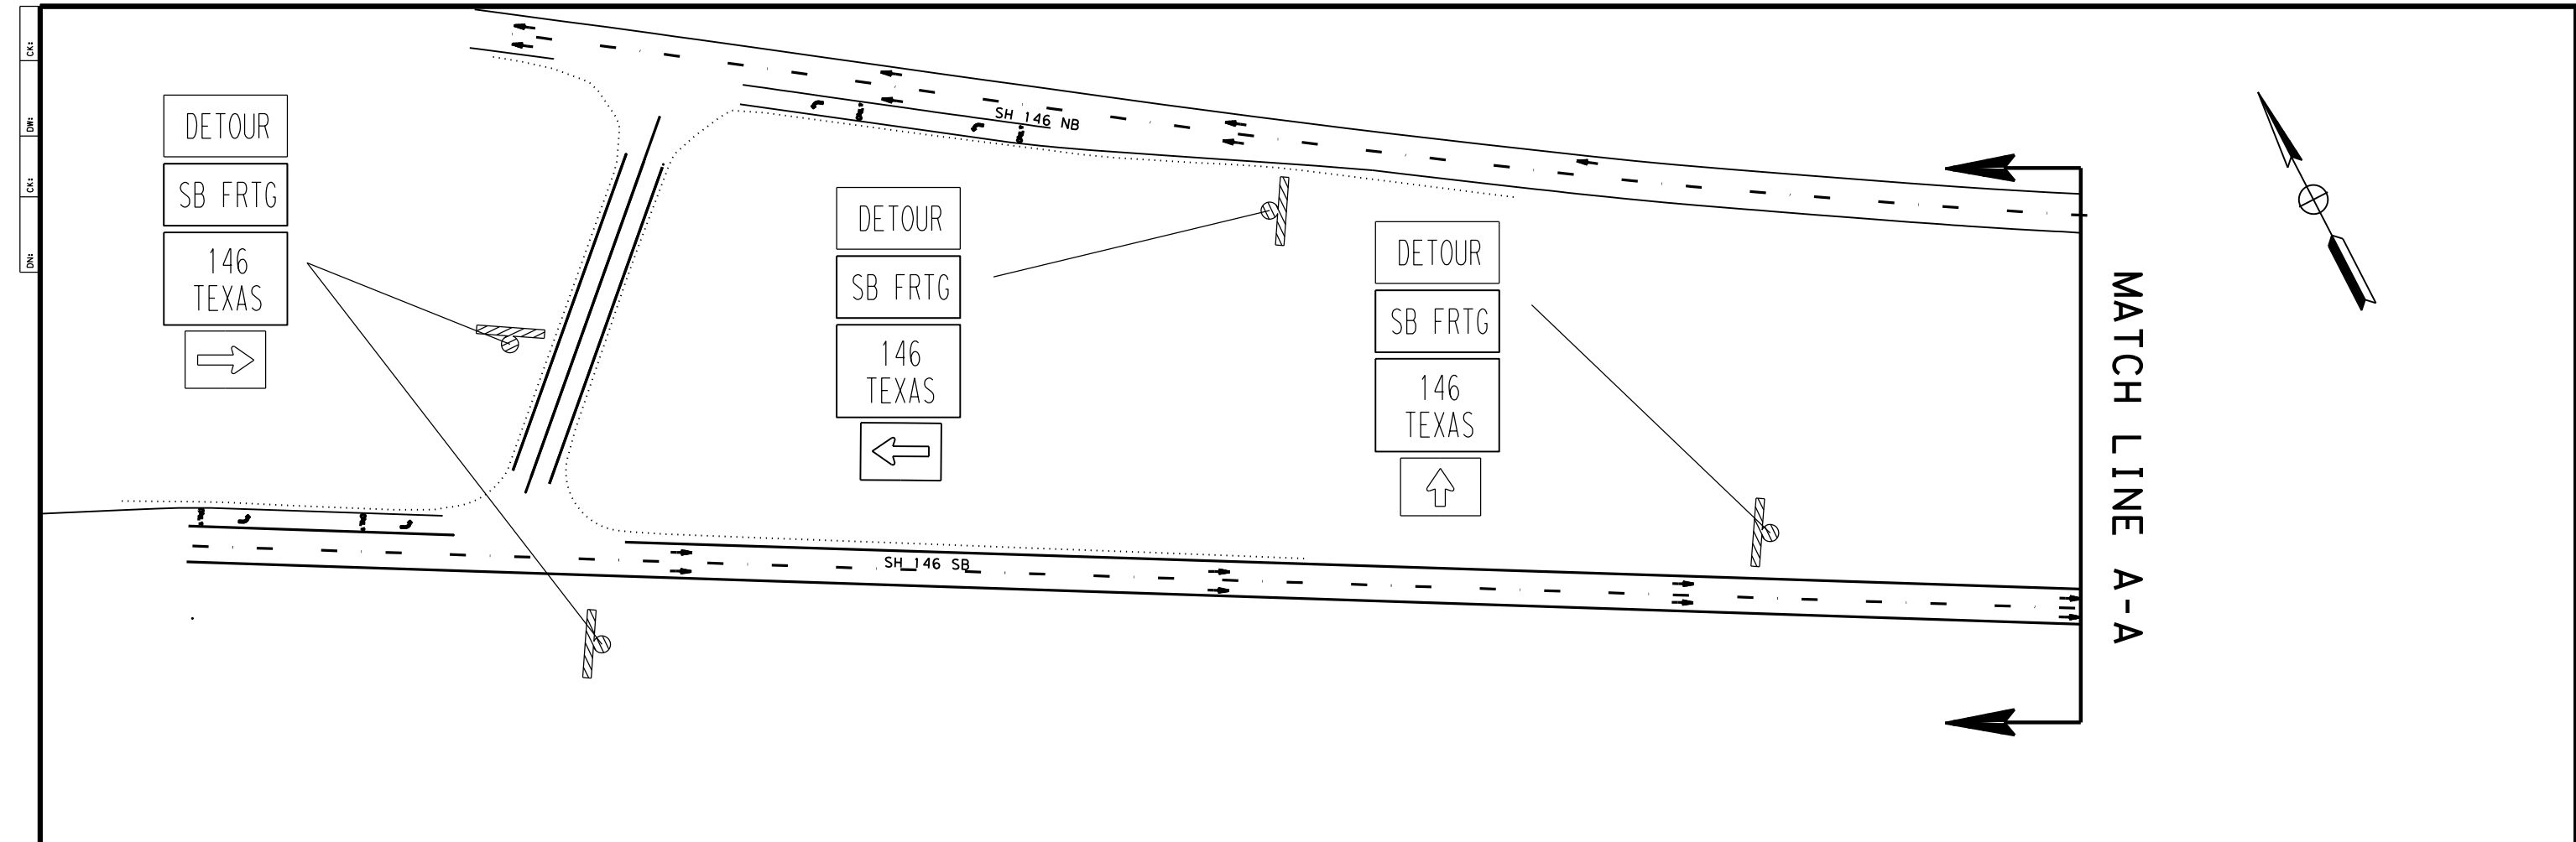 CK:
DW:
CK:
DN:
DETOUR
SB FRTG
146
TEXAS
SH 146 NB
DETOUR
SB FRTG
146
TEXAS
DETOUR
SB FRTG
146
TEXAS
SH 146 SB
MATCH LINE A-A